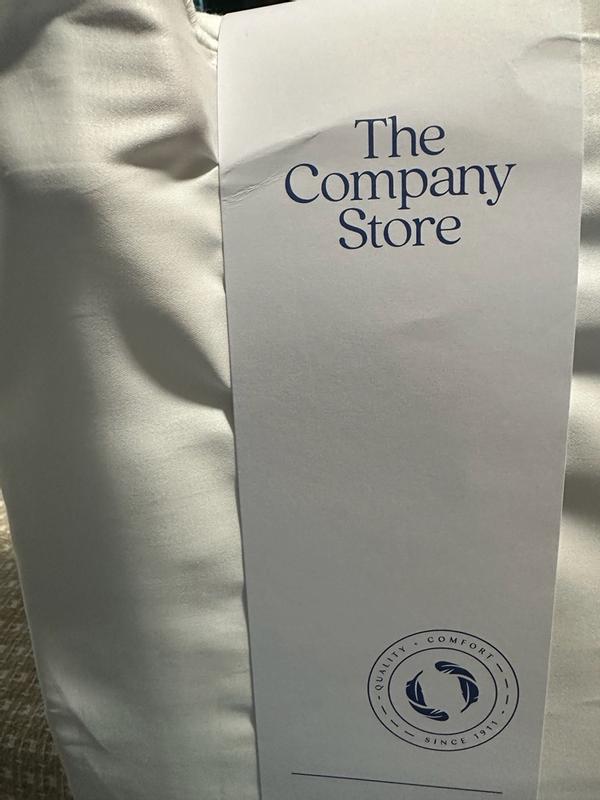 The
Company
Store
QUALITY • COMFORT
SINCE 1911